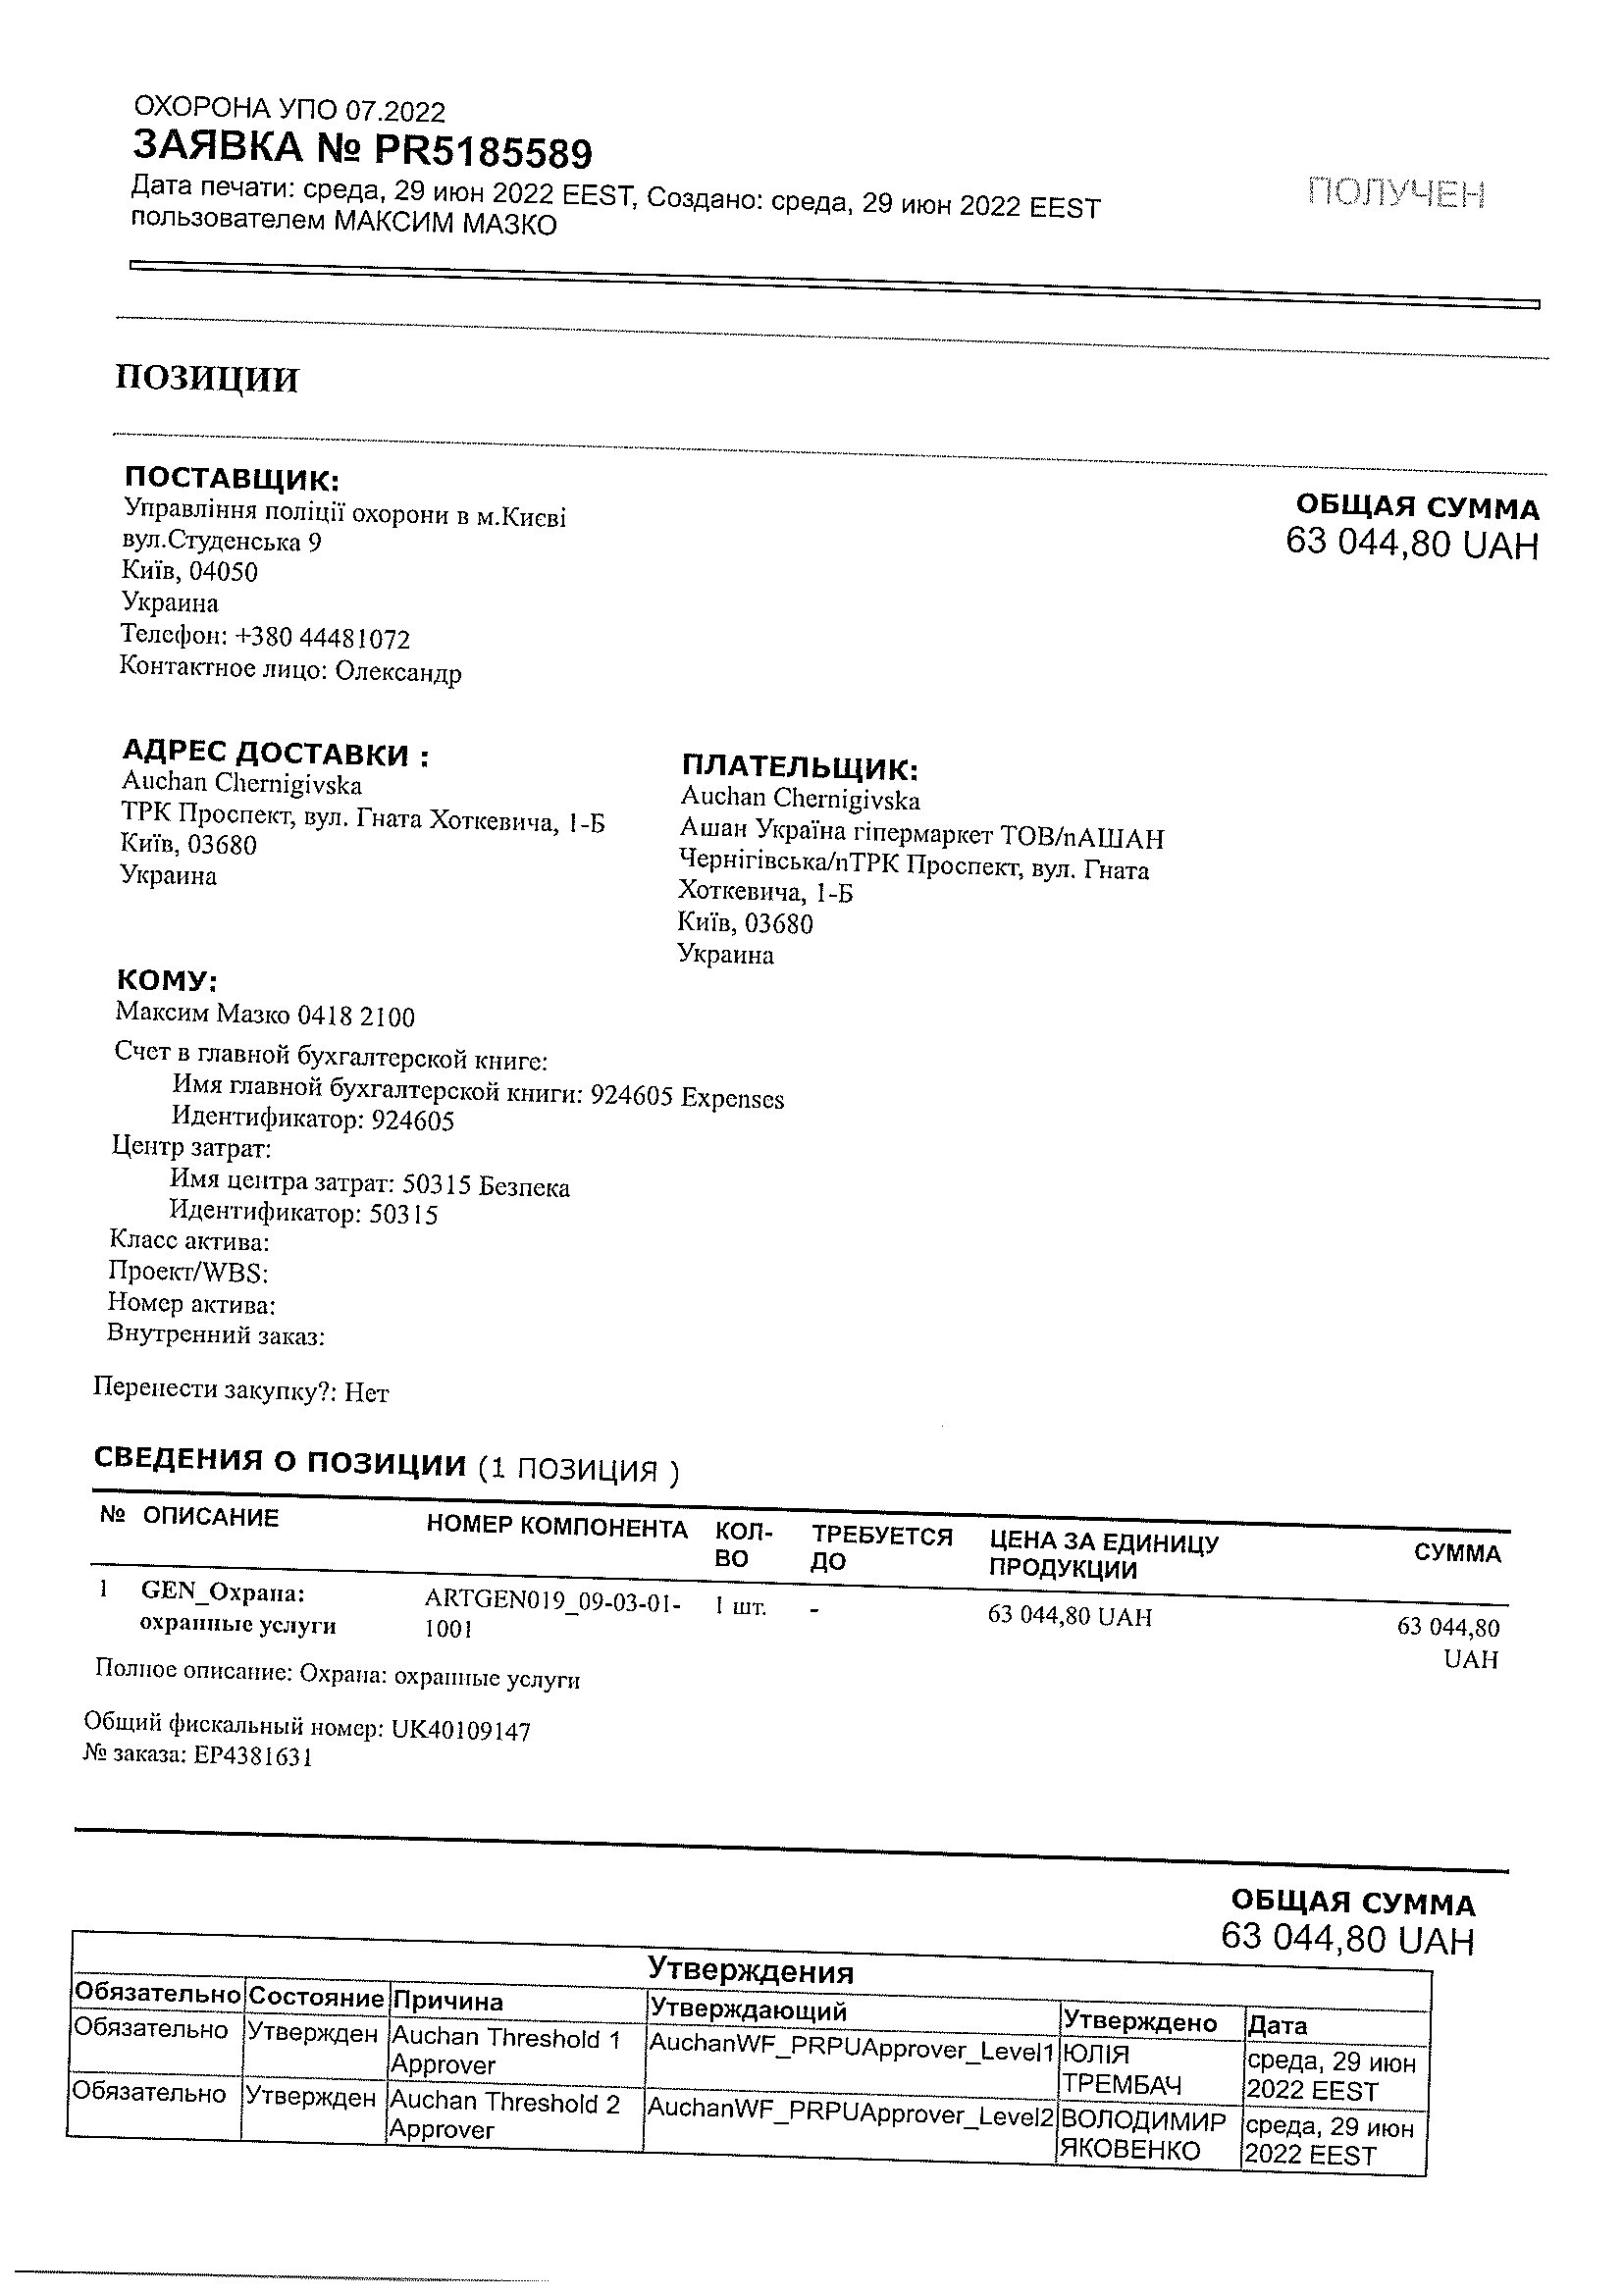 ОХОРОНА УПО 07.2022
ЗАЯВКА № PR5185589
Дата печати: среда, 29 июн 2022 EEST, Создано: среда, 29 июн 2022 EEST
пользователем МАКСИМ МАЗКО
ПОЛУЧЕН
ПОЗИЦИИ
ПОСТАВЩИК:
Управління поліції охорони в м.Києві
вул.Студенська 9
Київ, 04050
Украина
Телефон: +380 44481072
Контактное лицо: Олександр
ОБЩАЯ СУММА
63 044,80 UAH
АДРЕС ДОСТАВКИ :
Auchan Chernigivska
ТРК Проспект, вул. Гната Хоткевича, 1-Б
Київ, 03680
Украина
ПЛАТЕЛЬЩИК:
Auchan Chernigivska
Ашан Україна гіпермаркет ТОВ/nАШАН
Чернігівська/nТРК Проспект, вул. Гната
Хоткевича, 1-Б
Київ, 03680
Украина
КОМУ:
Максим Мазко 0418 2100
Счет в главной бухгалтерской книге:
Имя главной бухгалтерской книги: 924605 Expenses
Идентификатор: 924605
Центр затрат:
Имя центра затрат: 50315 Безпека
Идентификатор: 50315
Класс актива:
Проект/WBS:
Номер актива:
Внутренний заказ:
Перенести закупку?: Нет
СВЕДЕНИЯ О ПОЗИЦИИ (1 ПОЗИЦИЯ )
№ ОПИСАНИЕ НОМЕР КОМПОНЕНТА КОЛ- ТРЕБУЕТСЯ ЦЕНА ЗА ЕДИНИЦУ СУММА
ВО ДО ПРОДУКЦИИ
1 GEN_Охрана: ARTGEN019_09-03-01- 1 шт. - 63 044,80 UAH 63 044,80
охранные услуги 1001 UAH
Полное описание: Охрана: охранные услуги
Общий фискальный номер: UK40109147
№ заказа: EP4381631
ОБЩАЯ СУММА
63 044,80 UAH
Утверждения
Обязательно Состояние Причина Утверждающий Утверждено Дата
Обязательно Утвержден Auchan Threshold 1 AuchanWF_PRPUApprover_Level1 ЮЛІЯ среда, 29 июн
Approver ТРЕМБАЧ 2022 EEST
Обязательно Утвержден Auchan Threshold 2 AuchanWF_PRPUApprover_Level2 ВОЛОДИМИР среда, 29 июн
Approver ЯКОВЕНКО 2022 EEST